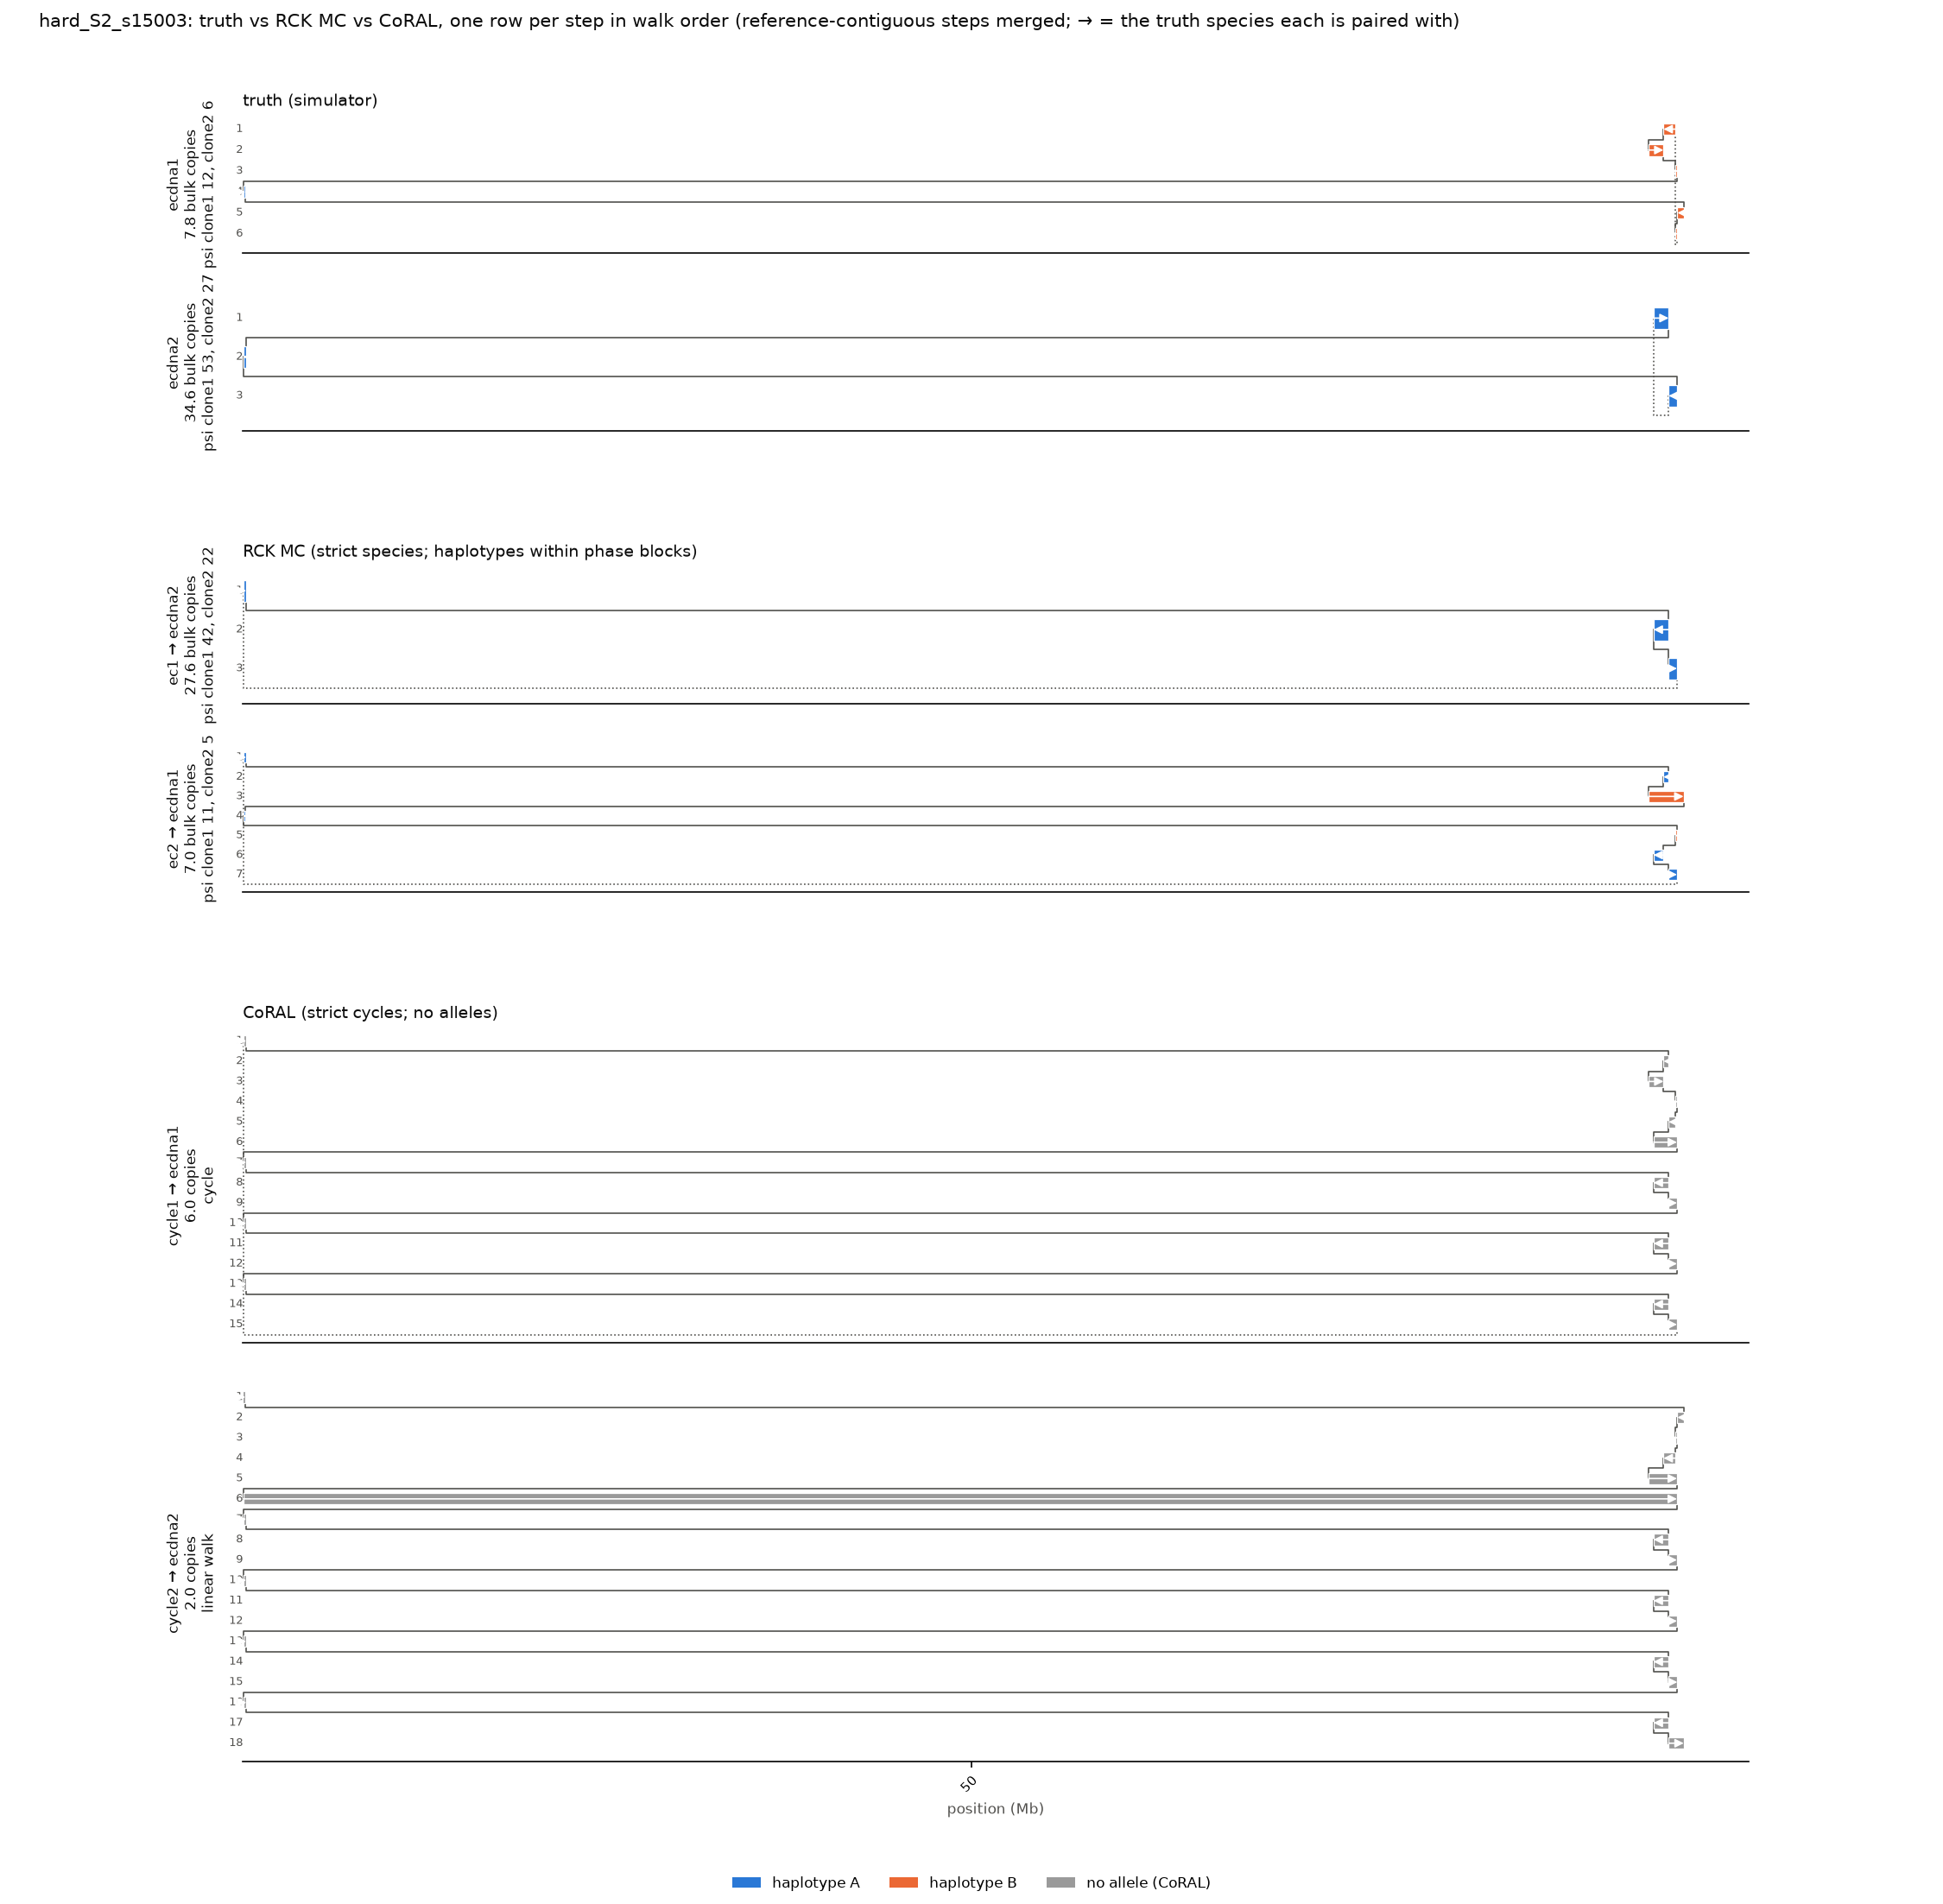 hard_S2_s15003: truth vs RCK MC vs CoRAL, one row per step in walk order (reference-contiguous steps merged; → = the truth species each is paired with)
truth (simulator)
ecdna1
7.8 bulk copies
psi clone1 12, clone2 6
1
2
3
5
6
ecdna2
34.6 bulk copies
psi clone1 53, clone2 27
1
2
3
RCK MC (strict species; haplotypes within phase blocks)
ec1 → ecdna2
27.6 bulk copies
psi clone1 42, clone2 22
2
3
ec2 → ecdna1
7.0 bulk copies
psi clone1 11, clone2 5
2
3
4
5
6
7
CoRAL (strict cycles; no alleles)
cycle1 → ecdna1
6.0 copies
cycle
2
3
4
5
6
8
9
11
12
14
15
cycle2 → ecdna2
2.0 copies
linear walk
2
3
4
5
6
8
9
11
12
14
15
17
18
50
position (Mb)
haplotype A
haplotype B
no allele (CoRAL)